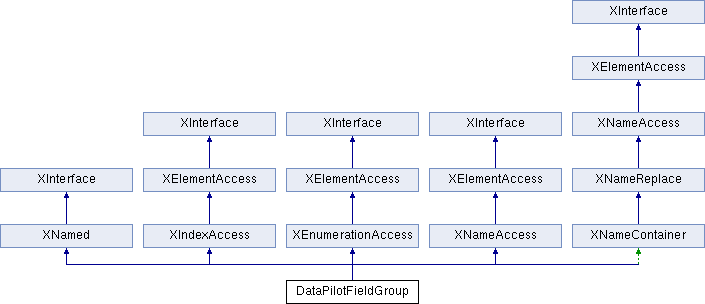 XInterface
XElementAccess
XInterface XInterface XInterface XNameAccess
XInterface XElementAccess XElementAccess XElementAccess XNameReplace
XNamed XIndexAccess XEnumerationAccess XNameAccess XNameContainer
DataPilotFieldGroup